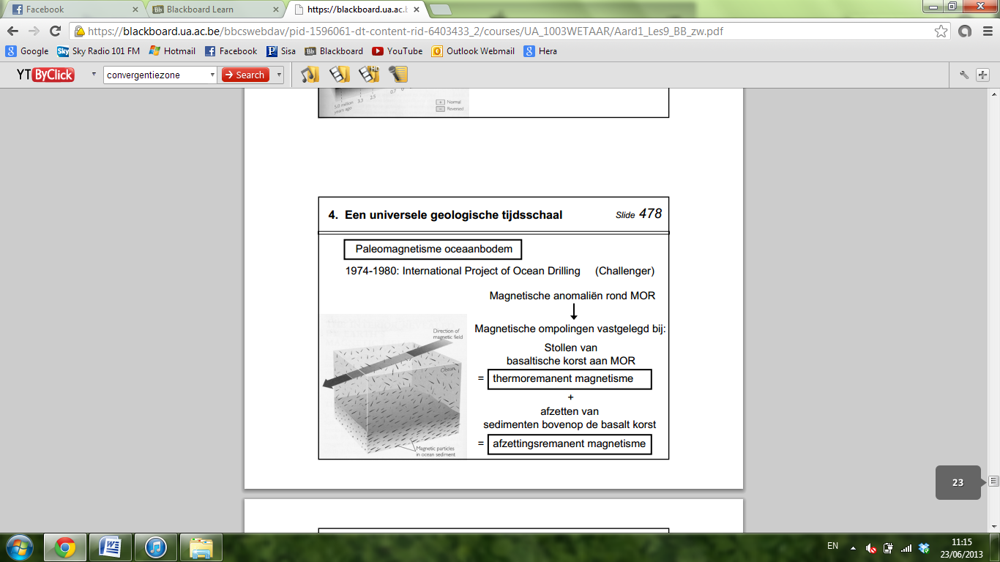 Facebook
Blackboard Learn
https://blackboard.ua.ac.b
https://blackboard.ua.ac.be/bbcswebdav/pid-1596061-dt-content-rid-6403433_2/courses/UA_1003WETAAR/Aard1_Les9_BB_zw.pdf
Google Sky Radio 101 FM Hotmail Facebook Sisa Blackboard YouTube Outlook Webmail Hera
YT ByClick convergentiezone Search
5.0 million years ago 3.3 2.5 0.7 0
+ Normal
− Reversed
4. Een universele geologische tijdsschaal Slide 478
Paleomagnetisme oceaanbodem
1974-1980: International Project of Ocean Drilling (Challenger)
Magnetische anomaliën rond MOR
Magnetische ompolingen vastgelegd bij:
Stollen van
basaltische korst aan MOR
= thermoremanent magnetisme
+
afzetten van
sedimenten bovenop de basalt korst
= afzettingsremanent magnetisme
Direction of
magnetic field
Ocean
Magnetic particles
in ocean sediment
23
EN
11:15
23/06/2013